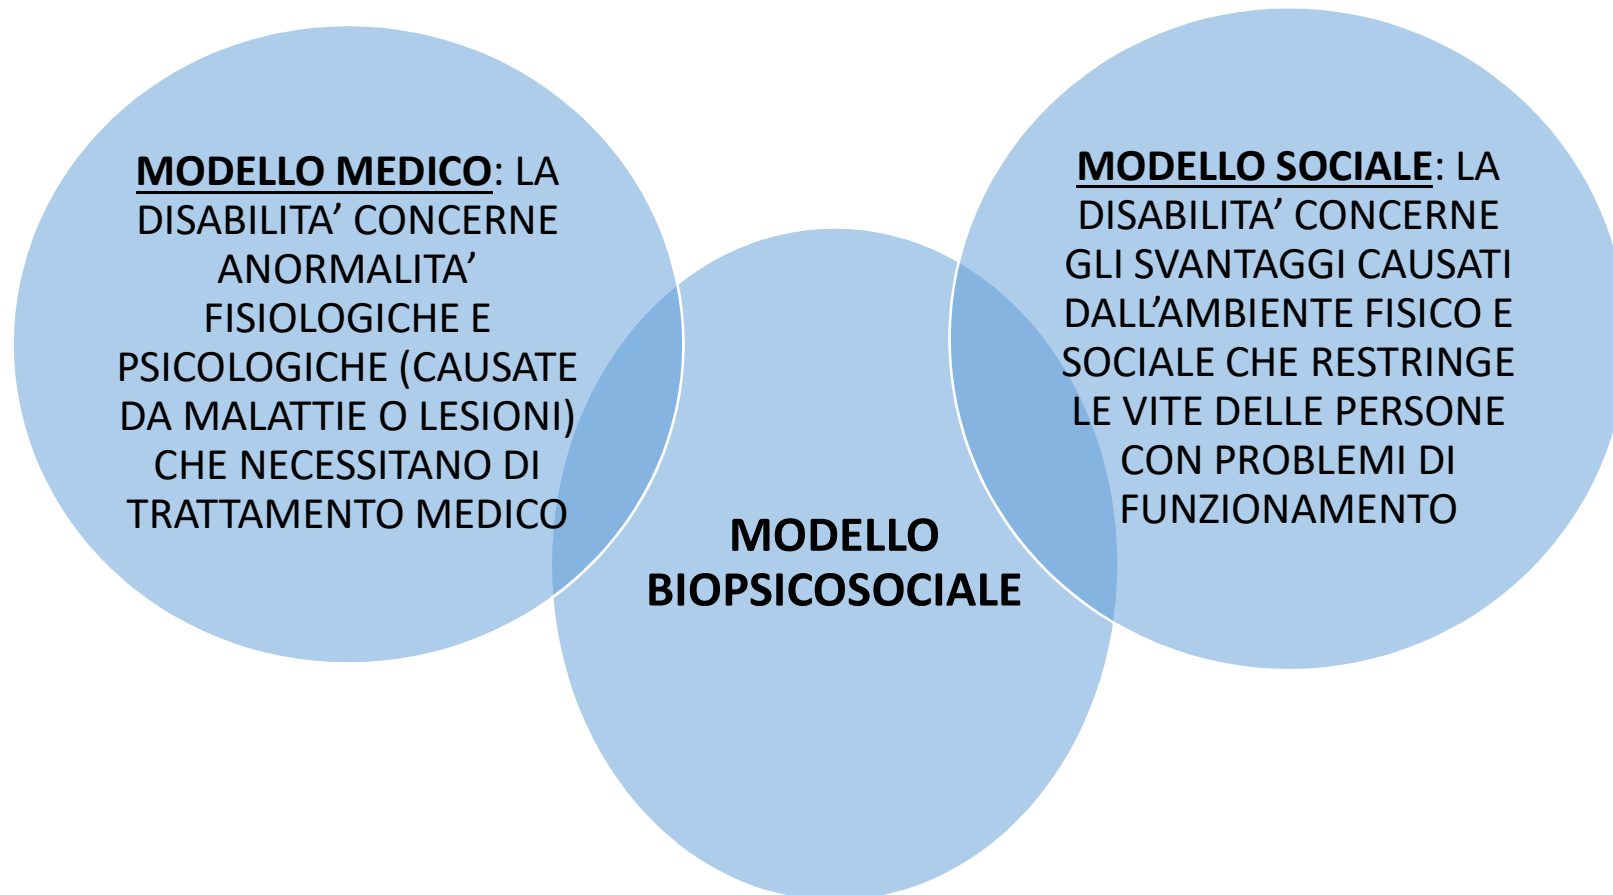 MODELLO MEDICO: LA
DISABILITA’ CONCERNE
ANORMALITA’
FISIOLOGICHE E
PSICOLOGICHE (CAUSATE
DA MALATTIE O LESIONI)
CHE NECESSITANO DI
TRATTAMENTO MEDICO
MODELLO
BIOPSICOSOCIALE
MODELLO SOCIALE: LA
DISABILITA’ CONCERNE
GLI SVANTAGGI CAUSATI
DALL’AMBIENTE FISICO E
SOCIALE CHE RESTRINGE
LE VITE DELLE PERSONE
CON PROBLEMI DI
FUNZIONAMENTO